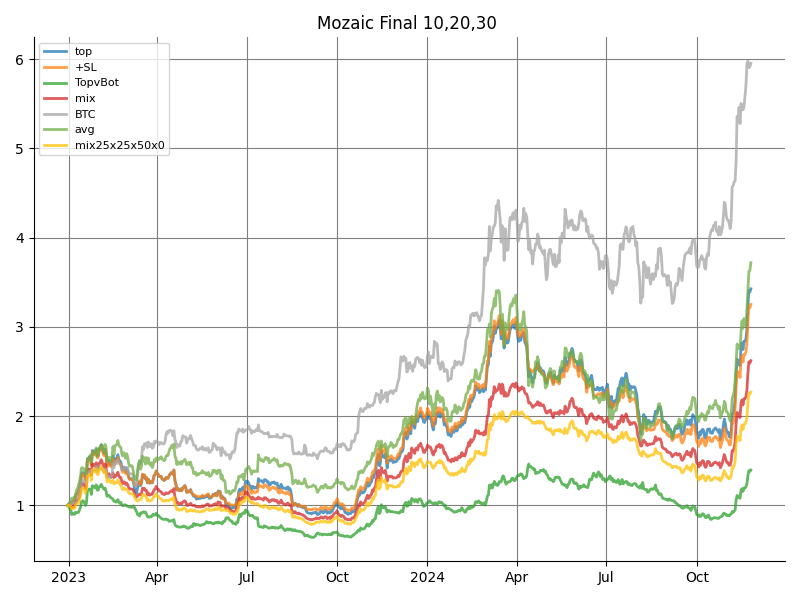 Mozaic Final 10,20,30
top
+SL
TopvBot
mix
BTC
avg
mix25x25x50x0
6
5
4
3
2
1
2023 Apr Jul Oct 2024 Apr Jul Oct